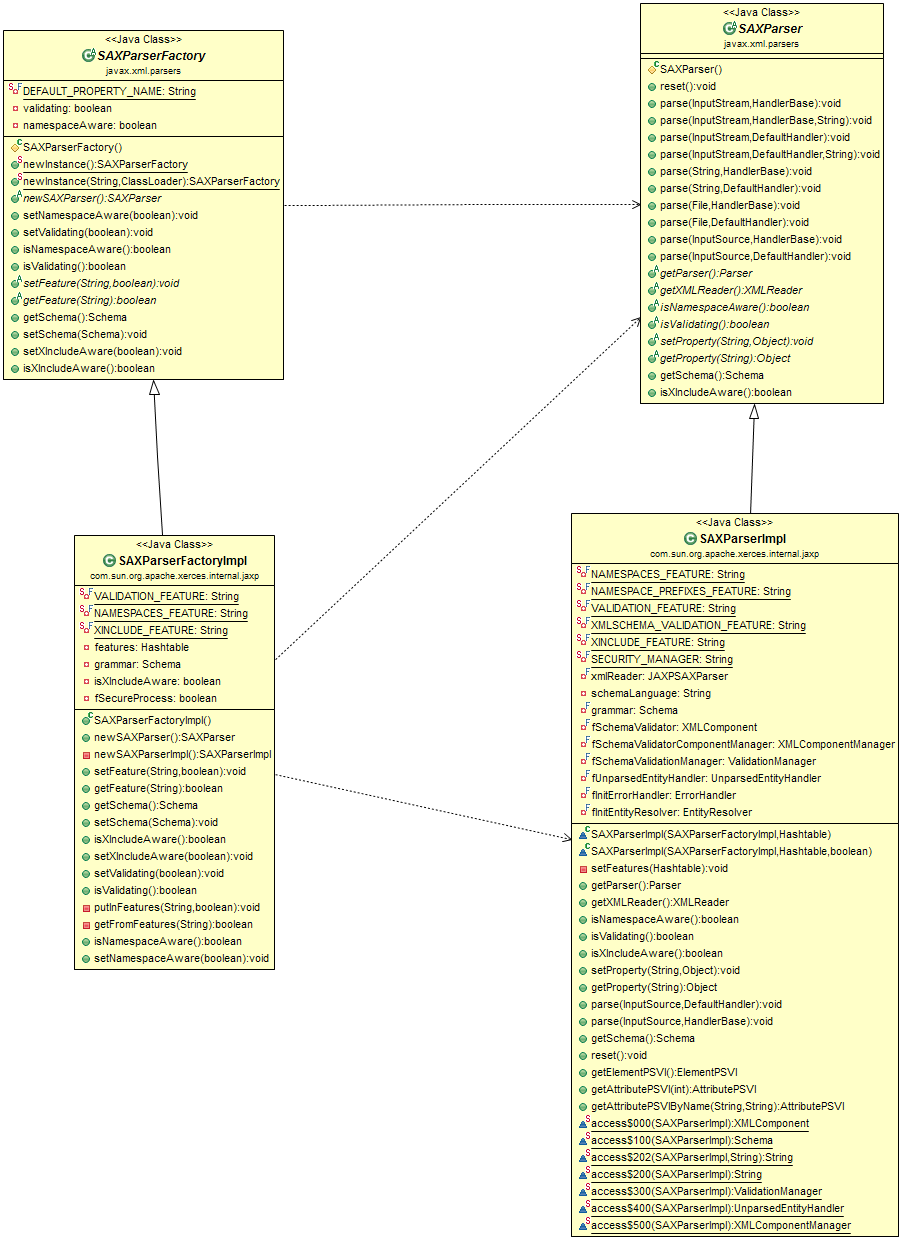 <<Java Class>>
SAXParserFactory
javax.xml.parsers
DEFAULT_PROPERTY_NAME: String
validating: boolean
namespaceAware: boolean
SAXParserFactory()
newInstance():SAXParserFactory
newInstance(String,ClassLoader):SAXParserFactory
newSAXParser():SAXParser
setNamespaceAware(boolean):void
setValidating(boolean):void
isNamespaceAware():boolean
isValidating():boolean
setFeature(String,boolean):void
getFeature(String):boolean
getSchema():Schema
setSchema(Schema):void
setXIncludeAware(boolean):void
isXIncludeAware():boolean
<<Java Class>>
SAXParser
javax.xml.parsers
SAXParser()
reset():void
parse(InputStream,HandlerBase):void
parse(InputStream,HandlerBase,String):void
parse(InputStream,DefaultHandler):void
parse(InputStream,DefaultHandler,String):void
parse(String,HandlerBase):void
parse(String,DefaultHandler):void
parse(File,HandlerBase):void
parse(File,DefaultHandler):void
parse(InputSource,HandlerBase):void
parse(InputSource,DefaultHandler):void
getParser():Parser
getXMLReader():XMLReader
isNamespaceAware():boolean
isValidating():boolean
setProperty(String,Object):void
getProperty(String):Object
getSchema():Schema
isXIncludeAware():boolean
<<Java Class>>
SAXParserFactoryImpl
com.sun.org.apache.xerces.internal.jaxp
VALIDATION_FEATURE: String
NAMESPACES_FEATURE: String
XINCLUDE_FEATURE: String
features: Hashtable
grammar: Schema
isXIncludeAware: boolean
fSecureProcess: boolean
SAXParserFactoryImpl()
newSAXParser():SAXParser
newSAXParserImpl():SAXParserImpl
setFeature(String,boolean):void
getFeature(String):boolean
getSchema():Schema
setSchema(Schema):void
isXIncludeAware():boolean
setXIncludeAware(boolean):void
setValidating(boolean):void
isValidating():boolean
putInFeatures(String,boolean):void
getFromFeatures(String):boolean
isNamespaceAware():boolean
setNamespaceAware(boolean):void
<<Java Class>>
SAXParserImpl
com.sun.org.apache.xerces.internal.jaxp
NAMESPACES_FEATURE: String
NAMESPACE_PREFIXES_FEATURE: String
VALIDATION_FEATURE: String
XMLSCHEMA_VALIDATION_FEATURE: String
XINCLUDE_FEATURE: String
SECURITY_MANAGER: String
xmlReader: JAXPSAXParser
schemaLanguage: String
grammar: Schema
fSchemaValidator: XMLComponent
fSchemaValidatorComponentManager: XMLComponentManager
fSchemaValidationManager: ValidationManager
fUnparsedEntityHandler: UnparsedEntityHandler
fInitErrorHandler: ErrorHandler
fInitEntityResolver: EntityResolver
SAXParserImpl(SAXParserFactoryImpl,Hashtable)
SAXParserImpl(SAXParserFactoryImpl,Hashtable,boolean)
setFeatures(Hashtable):void
getParser():Parser
getXMLReader():XMLReader
isNamespaceAware():boolean
isValidating():boolean
isXIncludeAware():boolean
setProperty(String,Object):void
getProperty(String):Object
parse(InputSource,DefaultHandler):void
parse(InputSource,HandlerBase):void
getSchema():Schema
reset():void
getElementPSVI():ElementPSVI
getAttributePSVI(int):AttributePSVI
getAttributePSVIByName(String,String):AttributePSVI
access$000(SAXParserImpl):XMLComponent
access$100(SAXParserImpl):Schema
access$202(SAXParserImpl,String):String
access$200(SAXParserImpl):String
access$300(SAXParserImpl):ValidationManager
access$400(SAXParserImpl):UnparsedEntityHandler
access$500(SAXParserImpl):XMLComponentManager